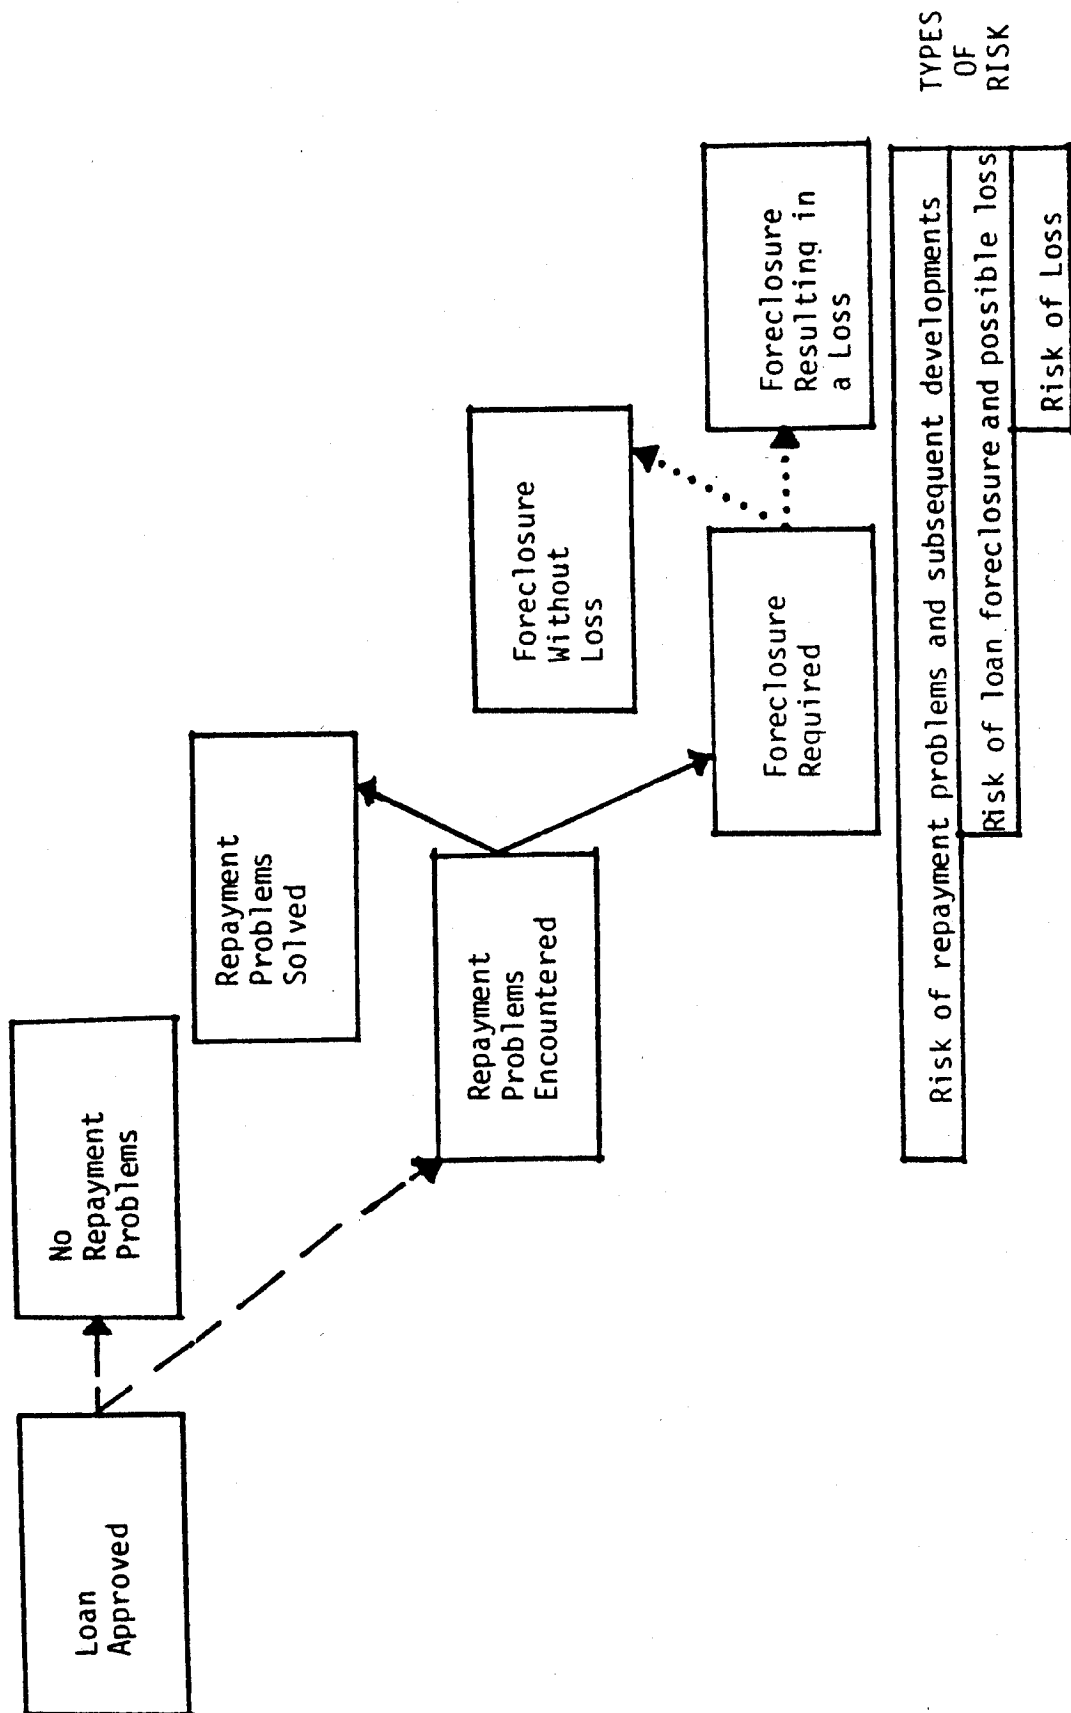 Loan
Approved
No
Repayment
Problems
Repayment
Problems
Solved
Repayment
Problems
Encountered
Foreclosure
Without
Loss
Foreclosure
Required
Foreclosure
Resulting in
a Loss
Risk of repayment problems and subsequent developments
Risk of loan foreclosure and possible loss
Risk of Loss
TYPES
OF
RISK